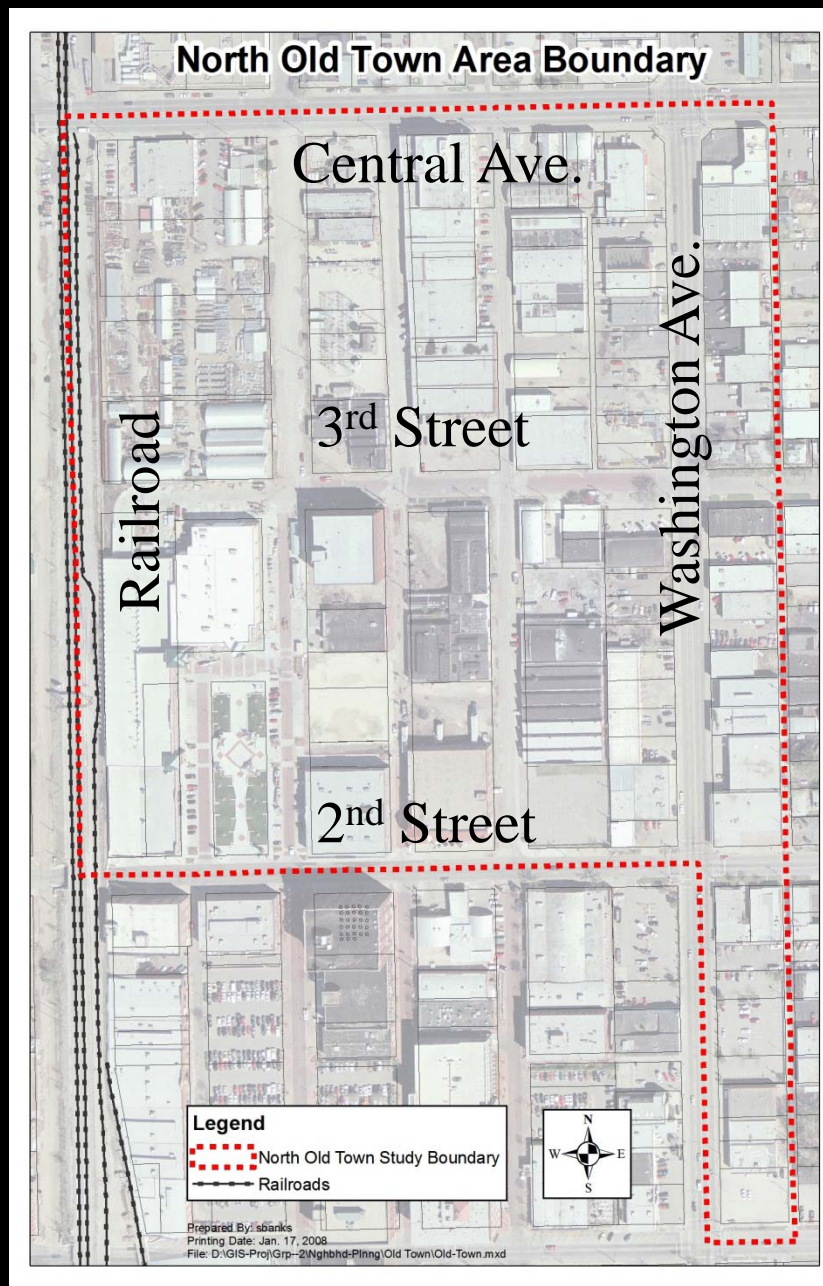 North Old Town Area Boundary
Central Ave.
Washington Ave.
3rd Street
Railroad
2nd Street
Legend
North Old Town Study Boundary
Railroads
N
W E
S
Prepared By: sbanks
Printing Date: Jan. 17, 2008
File: D:\GIS-Proj\Grp--2\Nghbhd-Plnng\Old Town\Old-Town.mxd